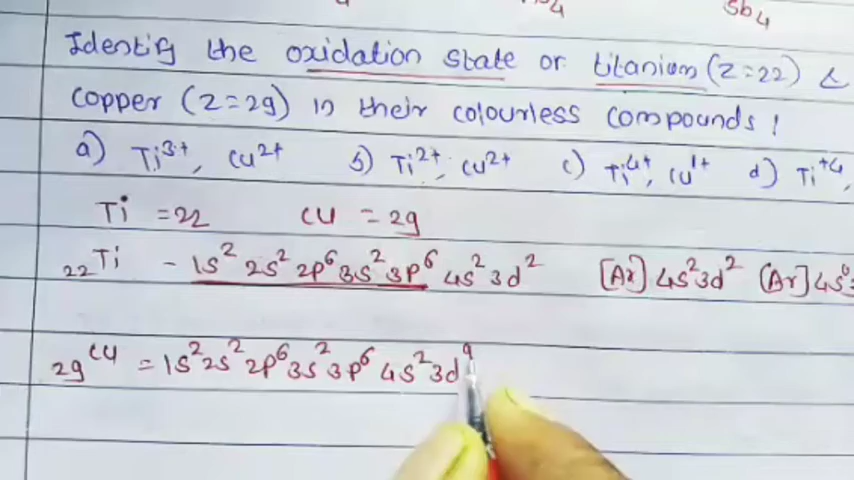 Sb4
Identify the oxidation state or titanium (Z=22) &
Copper (Z=29) in their colourless compounds!
a) Ti³⁺, Cu²⁺ b) Ti²⁺, Cu²⁺ c) Ti⁴⁺, Cu¹⁺ d) Ti⁺⁴,
Ti =22 Cu =29
₂₂Ti - 1s² 2s² 2p⁶ 3s² 3p⁶ 4s² 3d² [Ar] 4s² 3d² [Ar] 4s⁰
₂₉Cu = 1s² 2s² 2p⁶ 3s² 3p⁶ 4s² 3d⁹